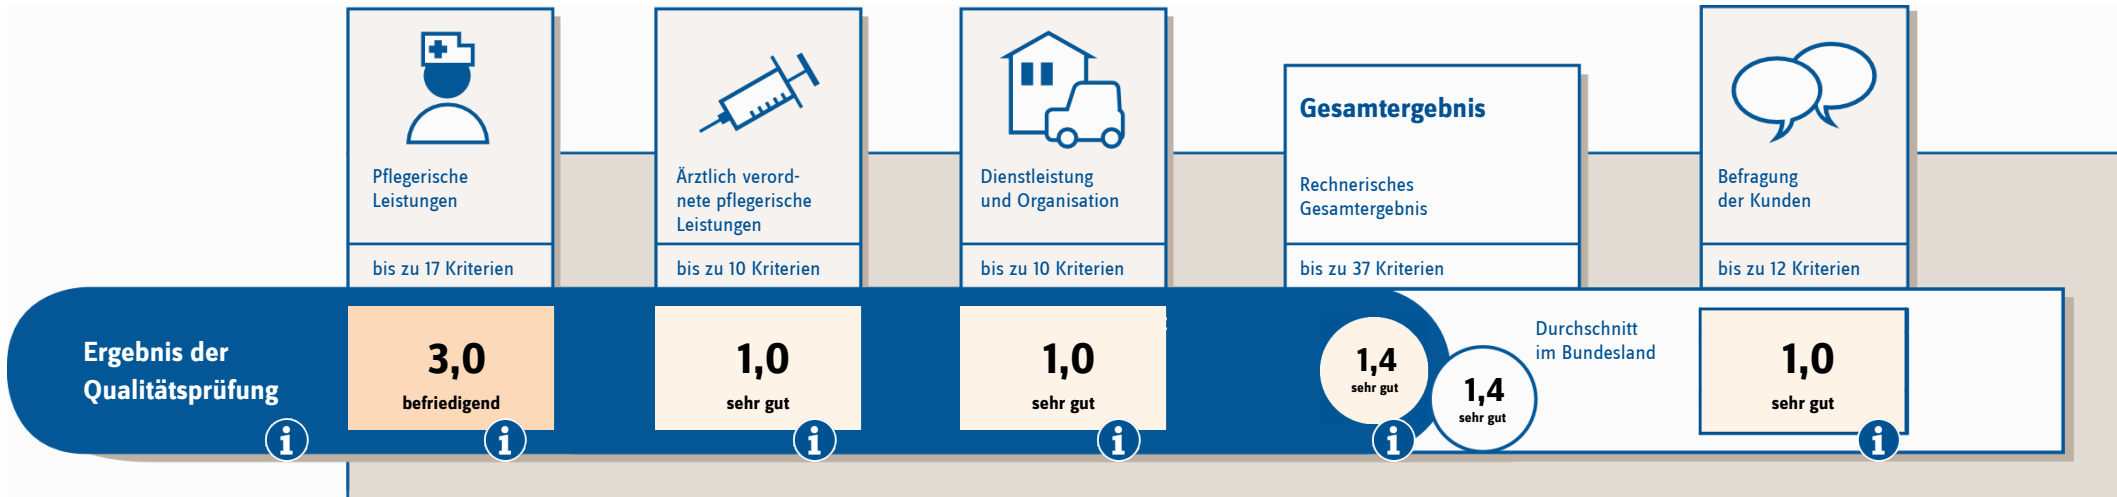 Pflegerische
Leistungen
bis zu 17 Kriterien
Ärztlich verord-
nete pflegerische
Leistungen
bis zu 10 Kriterien
Dienstleistung
und Organisation
bis zu 10 Kriterien
Gesamtergebnis
Rechnerisches
Gesamtergebnis
bis zu 37 Kriterien
Befragung
der Kunden
bis zu 12 Kriterien
Ergebnis der
Qualitätsprüfung
i
3,0
befriedigend
i
1,0
sehr gut
i
1,0
sehr gut
i
1,4
sehr gut
i
1,4
sehr gut
Durchschnitt
im Bundesland
1,0
sehr gut
i